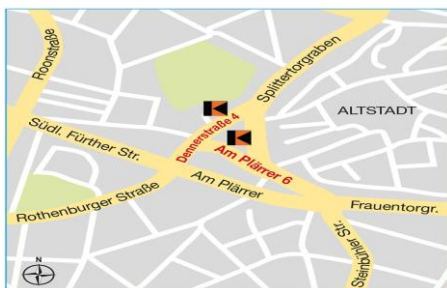 Roonstraße
Splittertorgraben
ALTSTADT
Dennerstraße 4
Südl. Fürther Str.
Am Plärrer 6
Am Plärrer
Rothenburger Straße
Frauentorgr.
Steinbühler Str.
N